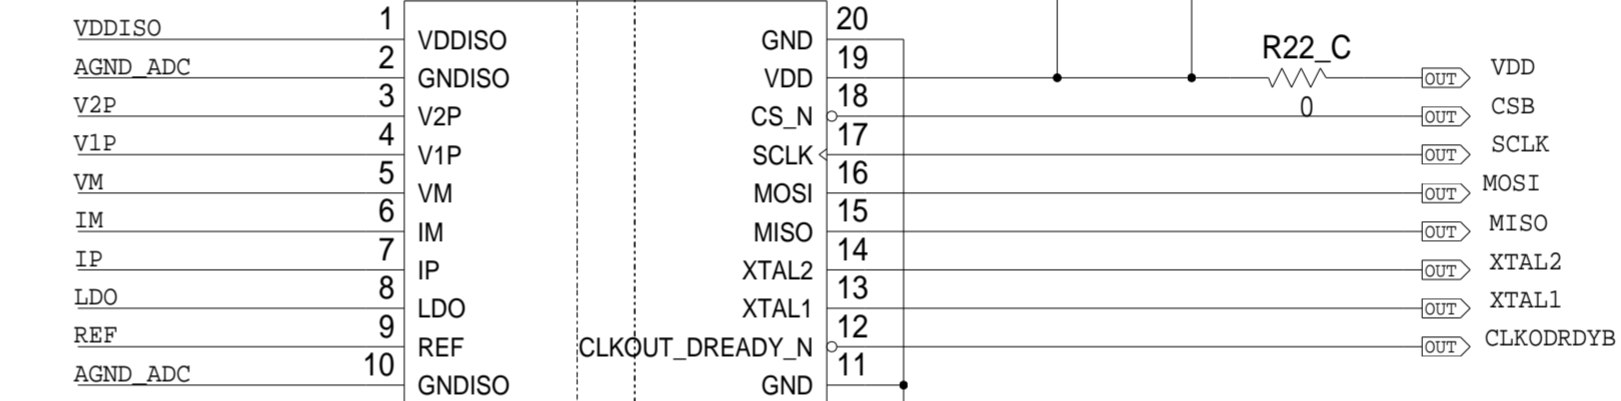 VDDISO 1 VDDISO GND 20
AGND_ADC 2 GNDISO VDD 19 R22_C 0 OUT VDD
V2P 3 V2P CS_N 18 OUT CSB
V1P 4 V1P SCLK 17 OUT SCLK
VM 5 VM MOSI 16 OUT MOSI
IM 6 IM MISO 15 OUT MISO
IP 7 IP XTAL2 14 OUT XTAL2
LDO 8 LDO XTAL1 13 OUT XTAL1
REF 9 REF CLKOUT_DREADY_N 12 OUT CLKODRDYB
AGND_ADC 10 GNDISO GND 11